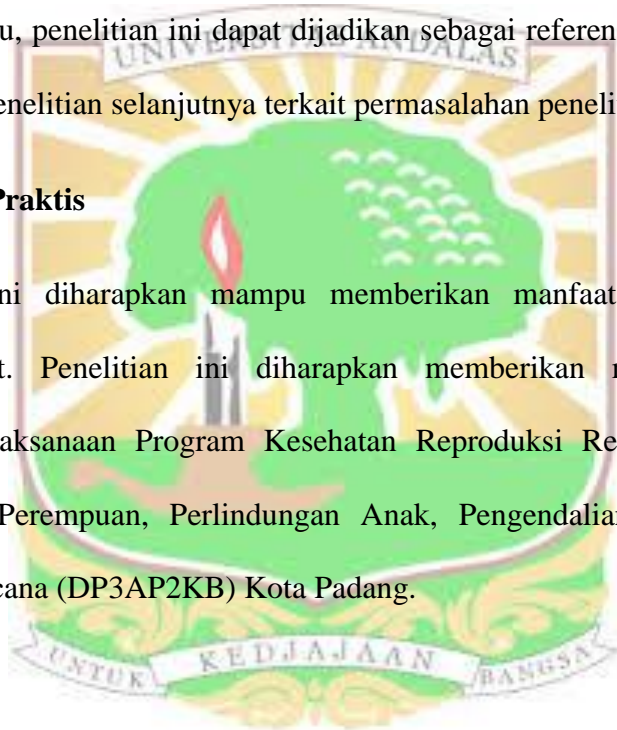 u, penelitian ini dapat dijadikan sebagai referen
UNIVERSITAS ANDALAS
enelitian selanjutnya terkait permasalahan penelit
Praktis
ni diharapkan mampu memberikan manfaat
t. Penelitian ini diharapkan memberikan
aksanaan Program Kesehatan Reproduksi Re
Perempuan, Perlindungan Anak, Pengendalian
cana (DP3AP2KB) Kota Padang.
UNTUK KEDJAJAAN BANGSA